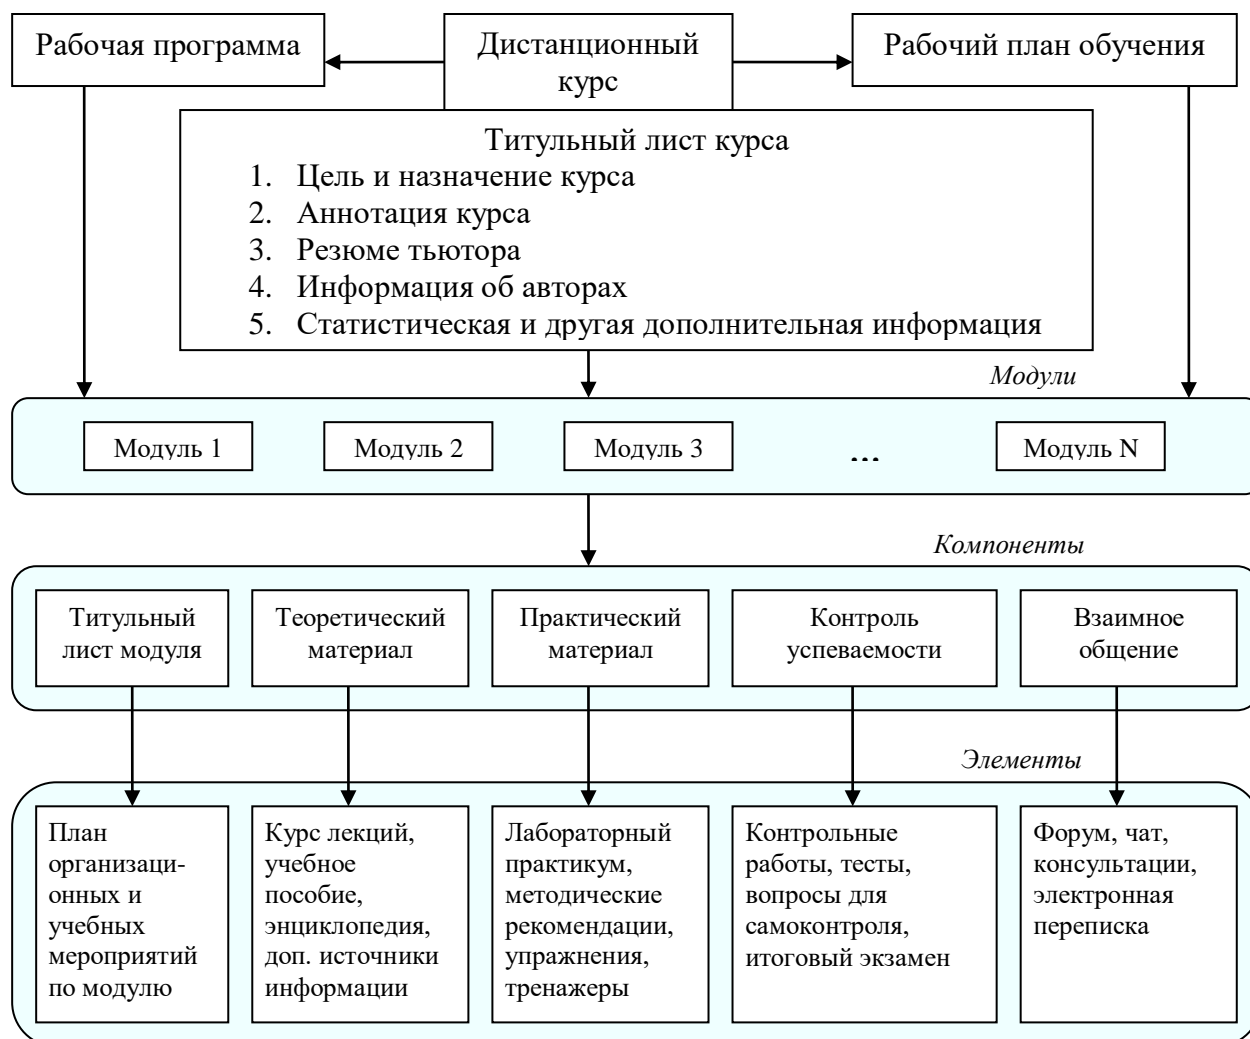 Рабочая программа
Дистанционный
курс
Рабочий план обучения
Титульный лист курса
1. Цель и назначение курса
2. Аннотация курса
3. Резюме тьютора
4. Информация об авторах
5. Статистическая и другая дополнительная информация
Модули
Модуль 1
Модуль 2
Модуль 3
...
Модуль N
Компоненты
Титульный
лист модуля
Теоретический
материал
Практический
материал
Контроль
успеваемости
Взаимное
общение
Элементы
План
организаци-
онных и
учебных
мероприятий
по модулю
Курс лекций,
учебное
пособие,
энциклопедия,
доп. источники
информации
Лабораторный
практикум,
методические
рекомендации,
упражнения,
тренажеры
Контрольные
работы, тесты,
вопросы для
самоконтроля,
итоговый экзамен
Форум, чат,
консультации,
электронная
переписка